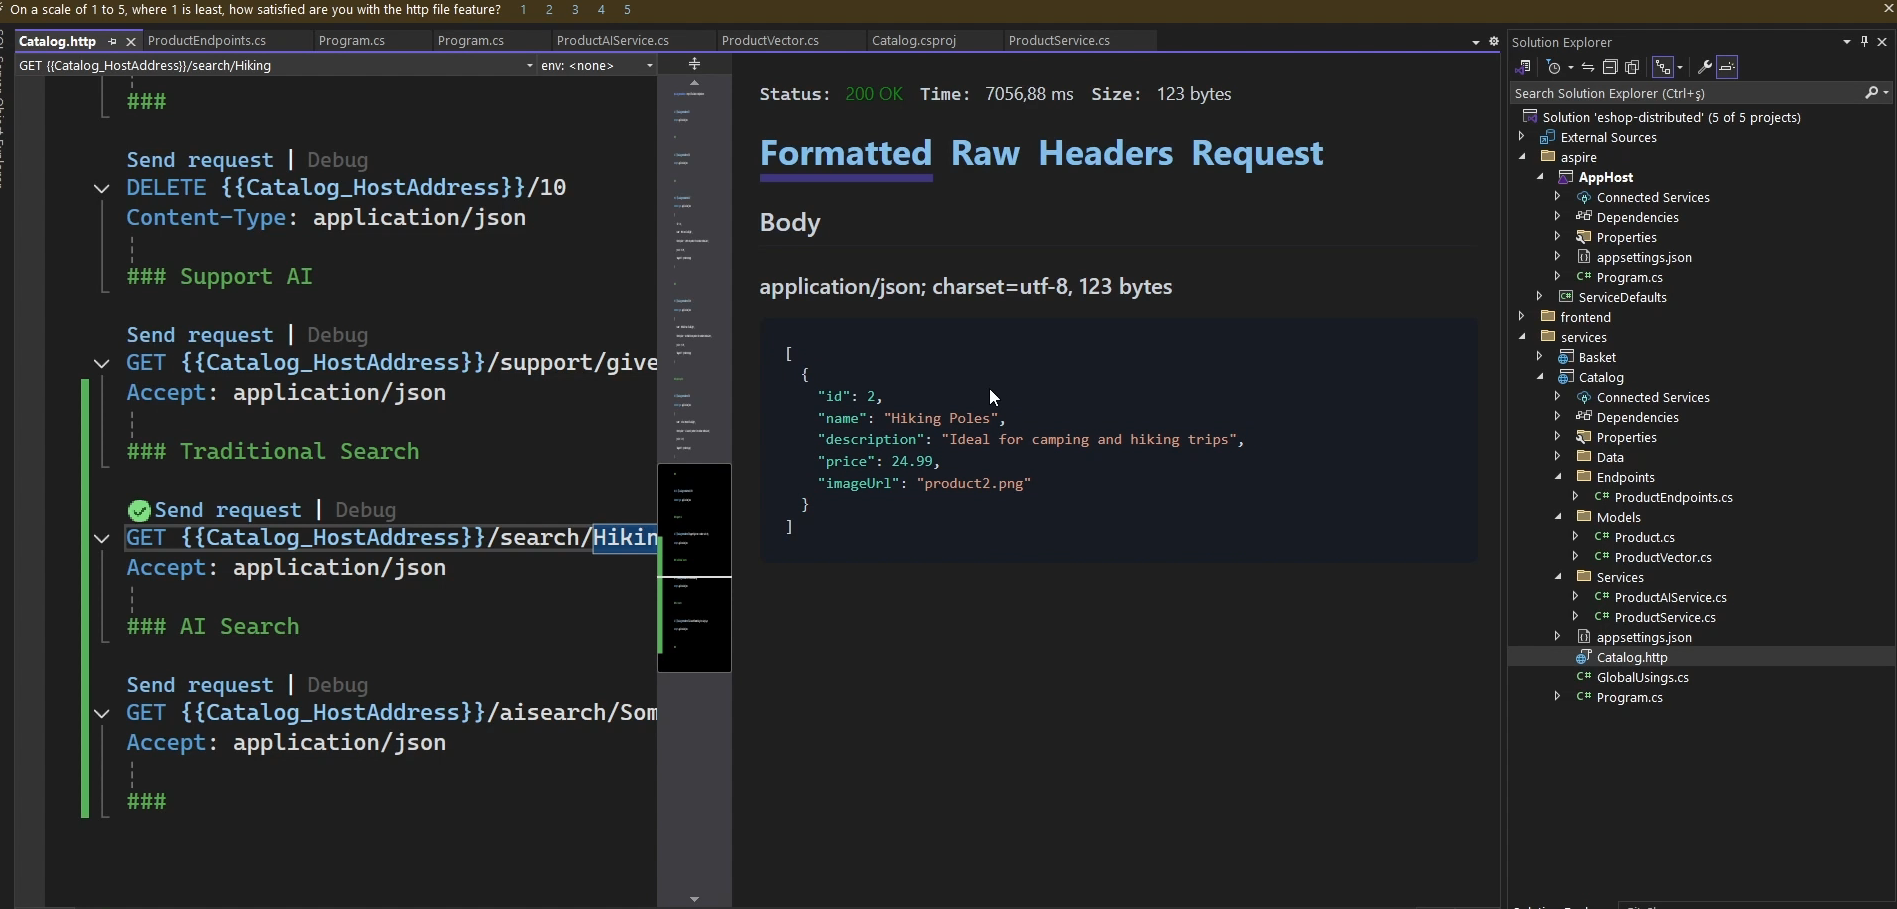 On a scale of 1 to 5, where 1 is least, how satisfied are you with the http file feature? 1 2 3 4 5
Catalog.http ProductEndpoints.cs Program.cs Program.cs ProductAIService.cs ProductVector.cs Catalog.csproj ProductService.cs
GET {{Catalog_HostAddress}}/search/Hiking env: <none>
###
Send request | Debug
DELETE {{Catalog_HostAddress}}/10
Content-Type: application/json
### Support AI
Send request | Debug
GET {{Catalog_HostAddress}}/support/give
Accept: application/json
### Traditional Search
Send request | Debug
GET {{Catalog_HostAddress}}/search/Hikin
Accept: application/json
### AI Search
Send request | Debug
GET {{Catalog_HostAddress}}/aisearch/Som
Accept: application/json
###
Status: 200 OK Time: 7056,88 ms Size: 123 bytes
Formatted Raw Headers Request
Body
application/json; charset=utf-8, 123 bytes
[
{
"id": 2,
"name": "Hiking Poles",
"description": "Ideal for camping and hiking trips",
"price": 24.99,
"imageUrl": "product2.png"
}
]
Solution Explorer
Search Solution Explorer (Ctrl+ş)
Solution 'eshop-distributed' (5 of 5 projects)
External Sources
aspire
AppHost
Connected Services
Dependencies
Properties
appsettings.json
C# Program.cs
C# ServiceDefaults
frontend
services
Basket
Catalog
Connected Services
Dependencies
Properties
Data
Endpoints
C# ProductEndpoints.cs
Models
C# Product.cs
C# ProductVector.cs
Services
C# ProductAIService.cs
C# ProductService.cs
appsettings.json
Catalog.http
C# GlobalUsings.cs
C# Program.cs